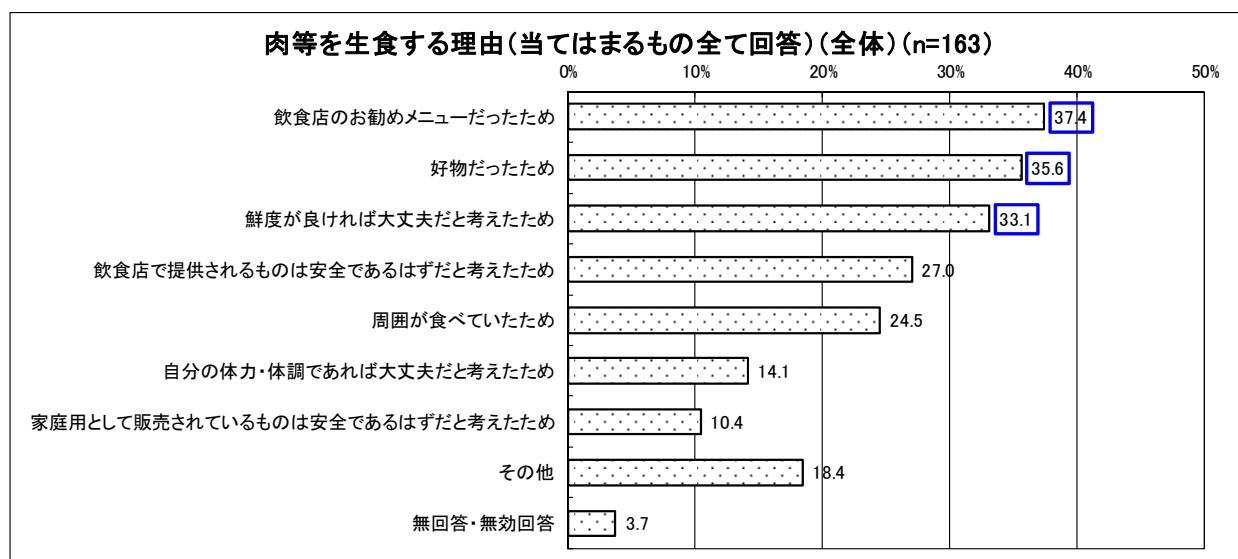 肉等を生食する理由(当てはまるもの全て回答)(全体)(n=163)
0% 10% 20% 30% 40% 50%
飲食店のお勧めメニューだったため 37.4
好物だったため 35.6
鮮度が良ければ大丈夫だと考えたため 33.1
飲食店で提供されるものは安全であるはずだと考えたため 27.0
周囲が食べていたため 24.5
自分の体力・体調であれば大丈夫だと考えたため 14.1
家庭用として販売されているものは安全であるはずだと考えたため 10.4
その他 18.4
無回答・無効回答 3.7